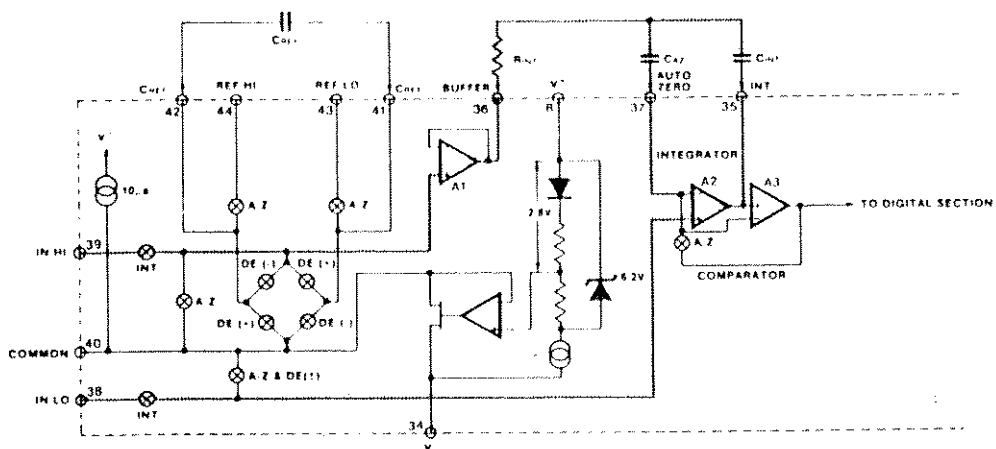 CREF
RINT
CAZ
CINT
CREF
REF HI
REF LO
CREF
BUFFER
V+
AUTO
ZERO
INT
42
44
43
41
36
R
37
35
V
INTEGRATOR
A1
A2
A3
10
A Z
A Z
2.8V
TO DIGITAL SECTION
IN HI
39
INT
DE (-)
DE (+)
6.2V
A Z
COMPARATOR
A Z
DE (+)
DE (-)
COMMON
40
A-Z & DE(†)
IN LO
38
INT
34
V